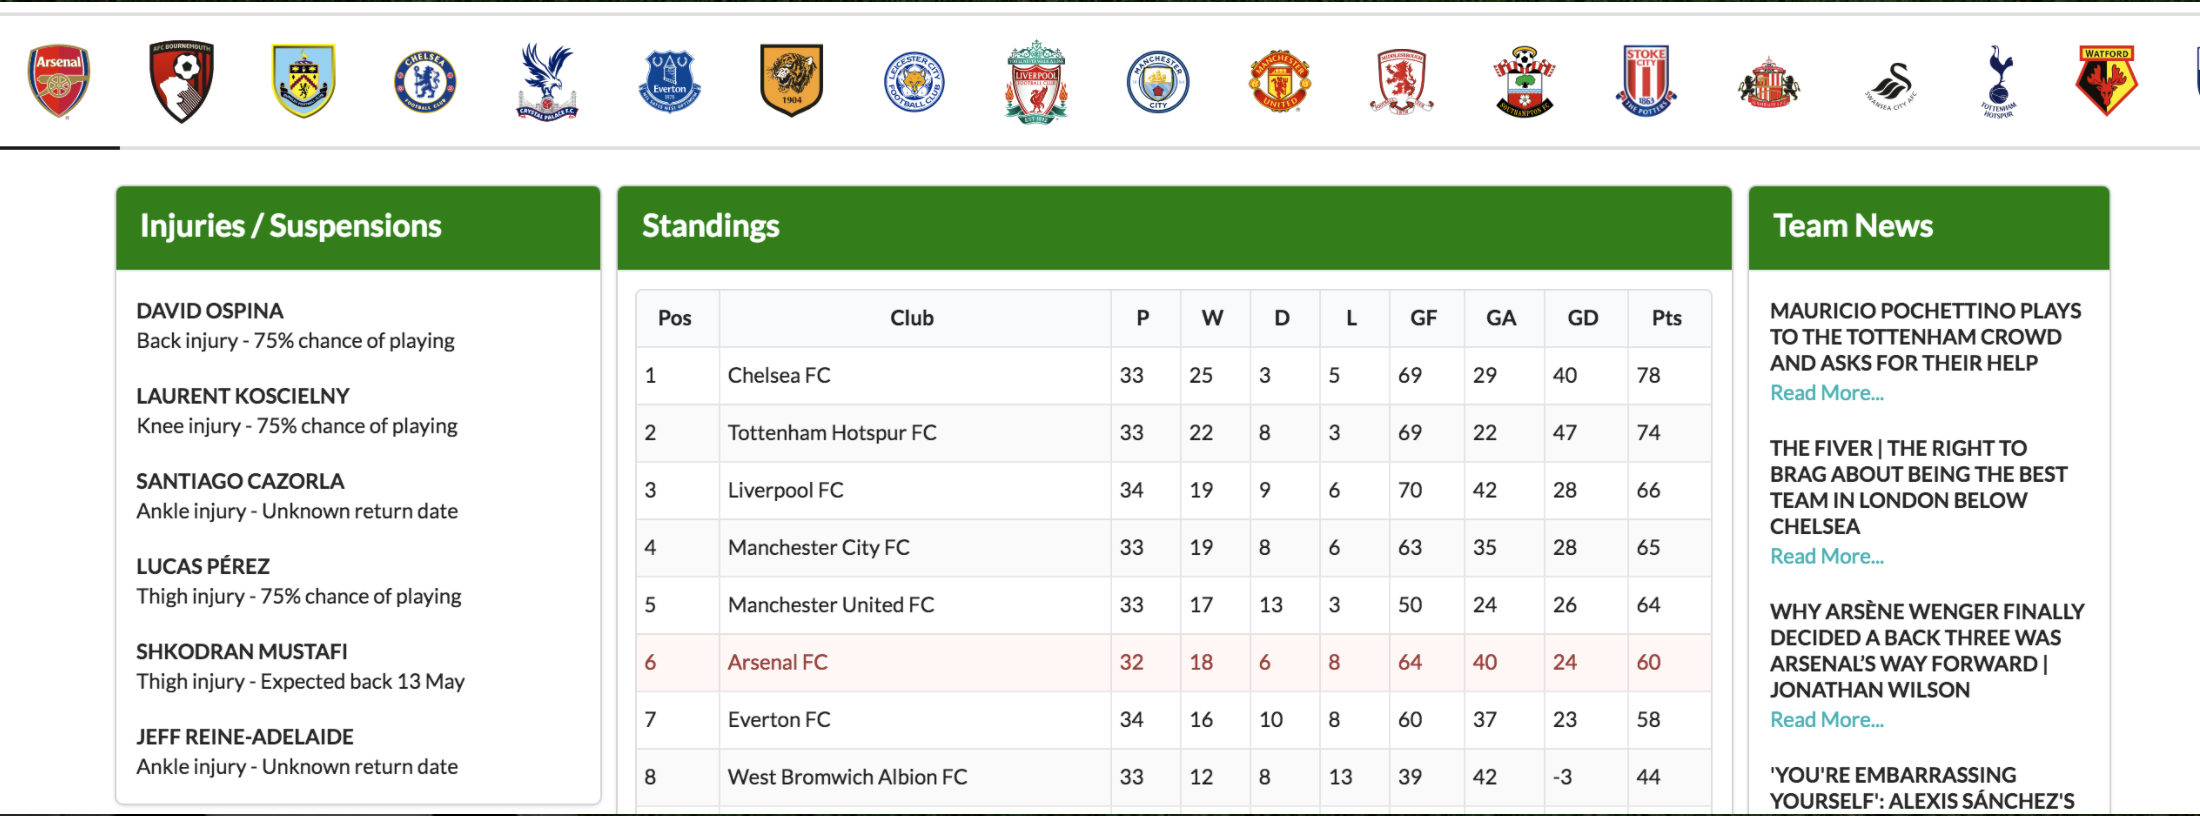 Arsenal
AFC BOURNEMOUTH
CHELSEA
FOOTBALL CLUB
CRYSTAL PALACE F.C.
Everton
1904
LEICESTER CITY
FOOTBALL CLUB
LIVERPOOL
FOOTBALL CLUB
EST·1892
MANCHESTER
CITY
MANCHESTER
UNITED
MIDDLESBROUGH
SOUTHAMPTON FC
STOKE
CITY
1863
THE POTTERS
SWANSEA CITY AFC
TOTTENHAM
HOTSPUR
WATFORD
Injuries / Suspensions
DAVID OSPINA
Back injury - 75% chance of playing
LAURENT KOSCIELNY
Knee injury - 75% chance of playing
SANTIAGO CAZORLA
Ankle injury - Unknown return date
LUCAS PÉREZ
Thigh injury - 75% chance of playing
SHKODRAN MUSTAFI
Thigh injury - Expected back 13 May
JEFF REINE-ADELAIDE
Ankle injury - Unknown return date
Standings
Pos Club P W D L GF GA GD Pts
1 Chelsea FC 33 25 3 5 69 29 40 78
2 Tottenham Hotspur FC 33 22 8 3 69 22 47 74
3 Liverpool FC 34 19 9 6 70 42 28 66
4 Manchester City FC 33 19 8 6 63 35 28 65
5 Manchester United FC 33 17 13 3 50 24 26 64
6 Arsenal FC 32 18 6 8 64 40 24 60
7 Everton FC 34 16 10 8 60 37 23 58
8 West Bromwich Albion FC 33 12 8 13 39 42 -3 44
Team News
MAURICIO POCHETTINO PLAYS
TO THE TOTTENHAM CROWD
AND ASKS FOR THEIR HELP
Read More...
THE FIVER | THE RIGHT TO
BRAG ABOUT BEING THE BEST
TEAM IN LONDON BELOW
CHELSEA
Read More...
WHY ARSÈNE WENGER FINALLY
DECIDED A BACK THREE WAS
ARSENAL'S WAY FORWARD |
JONATHAN WILSON
Read More...
'YOU'RE EMBARRASSING
YOURSELF': ALEXIS SÁNCHEZ'S